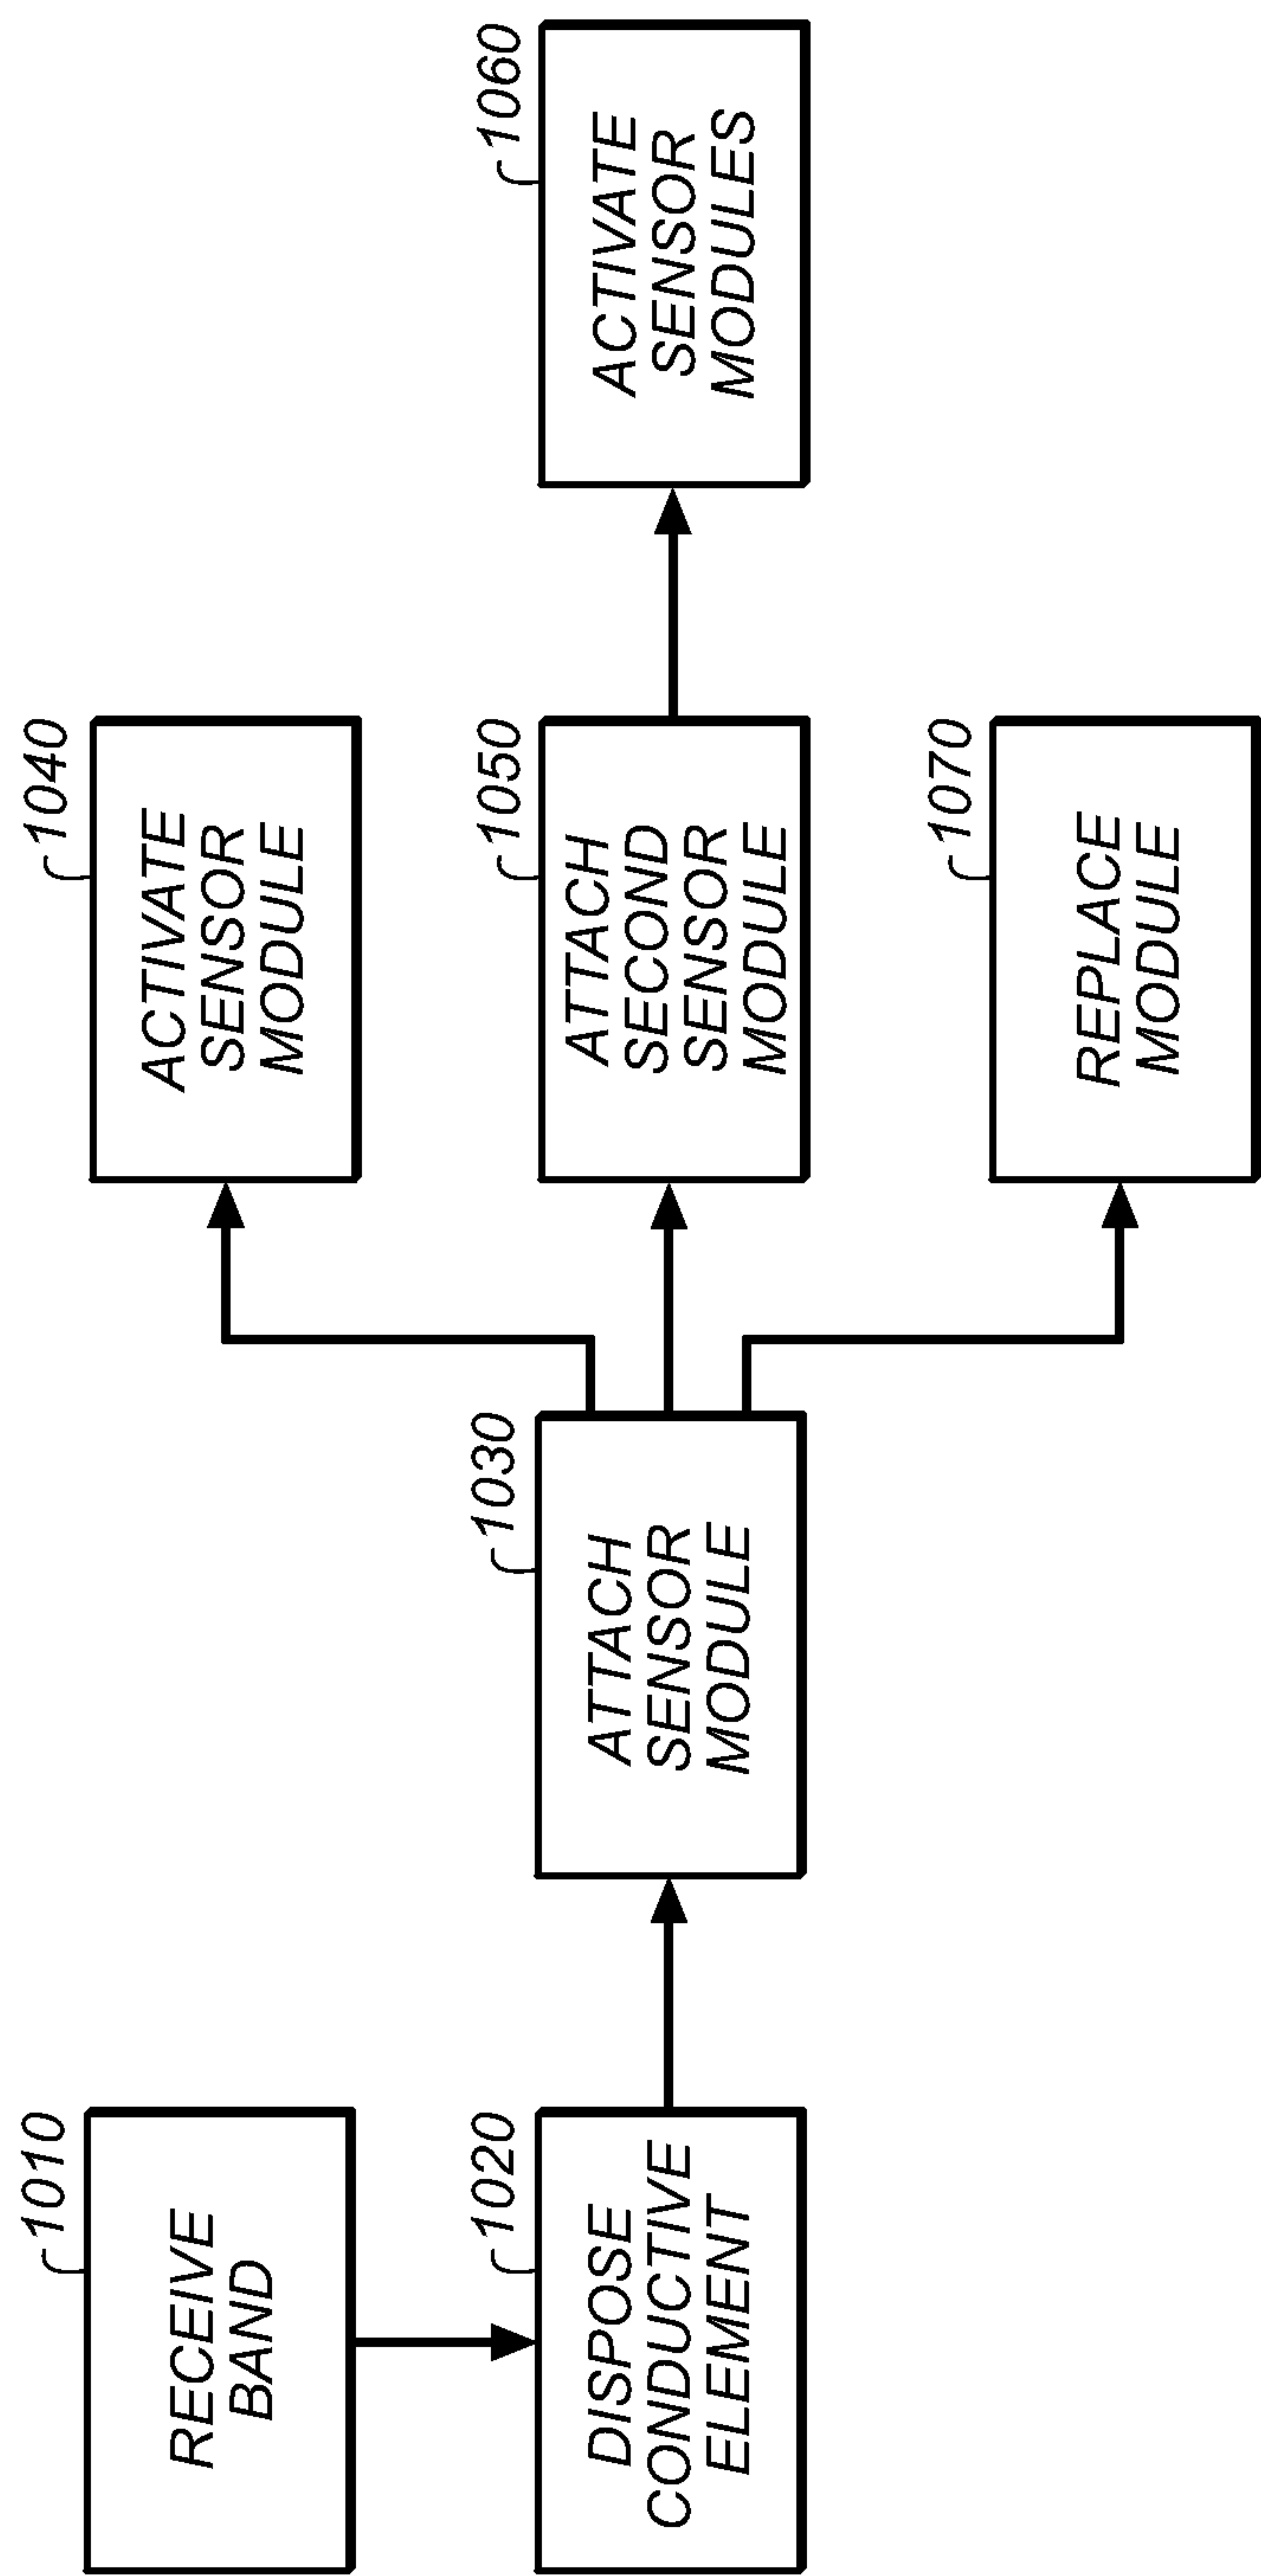 1010
RECEIVE
BAND
1020
DISPOSE
CONDUCTIVE
ELEMENT
1030
ATTACH
SENSOR
MODULE
1040
ACTIVATE
SENSOR
MODULE
1050
ATTACH
SECOND
SENSOR
MODULE
1060
ACTIVATE
SENSOR
MODULES
1070
REPLACE
MODULE